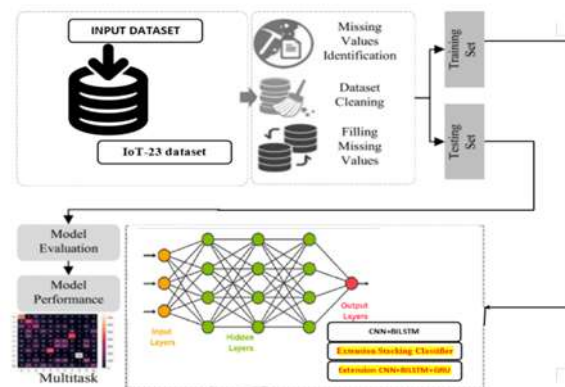 INPUT DATASET
IoT-23 dataset
Missing
Values
Identification
Dataset
Cleaning
Filling
Missing
Values
Training
Set
Testing
Set
Model
Evaluation
Model
Performance
Multitask
Input
Layers
Hidden
Layers
Output
Layers
CNN+BILSTM
Extension Stacking Classifier
Extension CNN+BILSTM+GRU